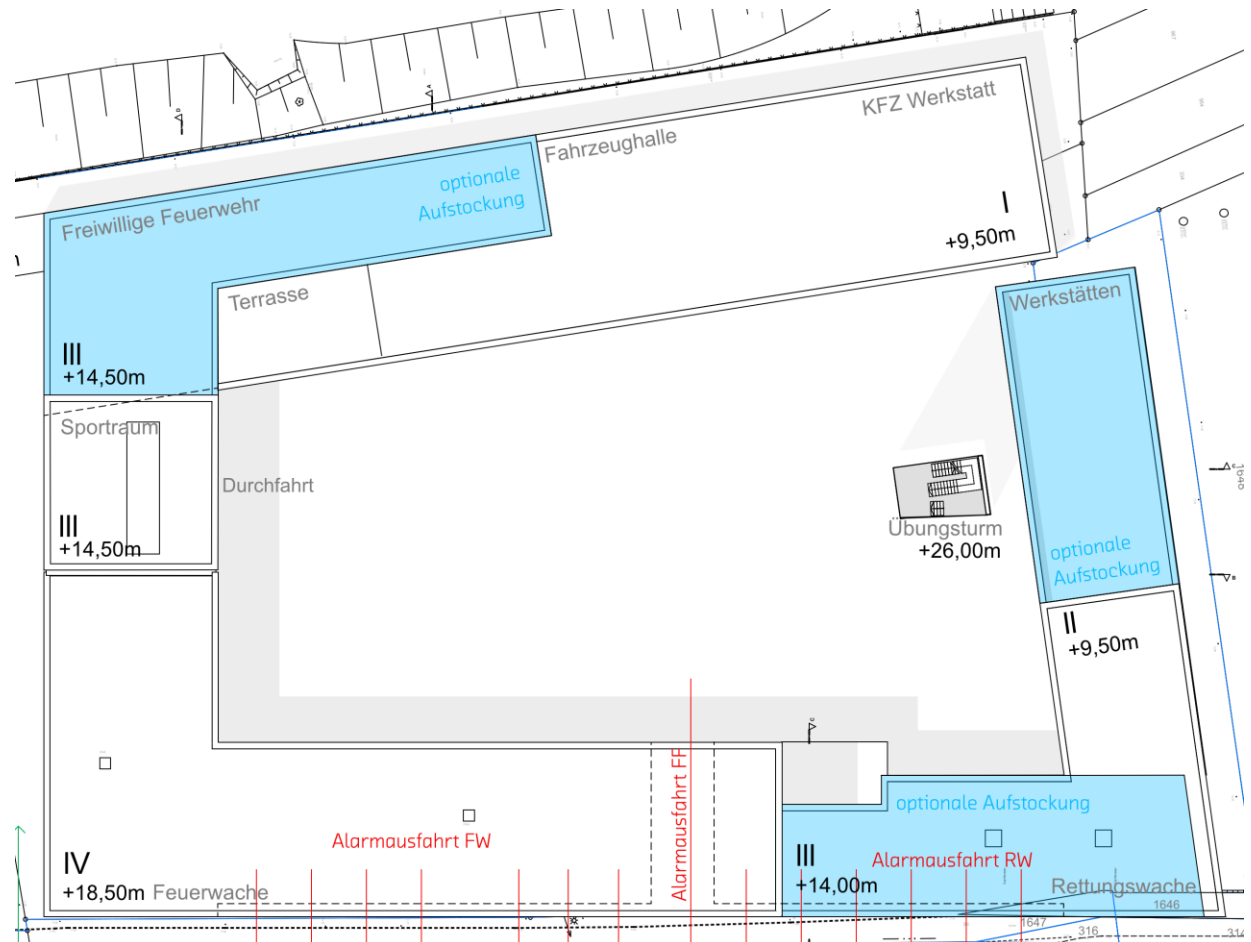 KFZ Werkstatt
Fahrzeughalle
optionale
Aufstockung
Freiwillige Feuerwehr
I
+9,50m
Terrasse
Werkstätten
III
+14,50m
Sportraum
Durchfahrt
III
+14,50m
Übungsturm
+26,00m
optionale
Aufstockung
1648
II
+9,50m
Alarmausfahrt FF
optionale Aufstockung
Alarmausfahrt FW
IV
+18,50m Feuerwache
III
+14,00m
Alarmausfahrt RW
Rettungswache
1646
1647
316
314